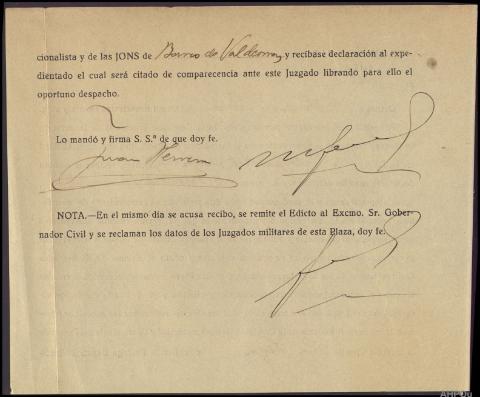 cionalista y de las JONS de Barrio de Valdeorras, y recíbase declaración al expe-
dientado el cual será citado de comparecencia ante este Juzgado librando para ello el
oportuno despacho.
Lo mandó y firma S. S.ª de que doy fe.
Juan Herrera
NOTA.—En el mismo día se acusa recibo, se remite el Edicto al Excmo. Sr. Gober-
nador Civil y se reclaman los datos de los Juzgados militares de esta Plaza, doy fe.
AHPOu